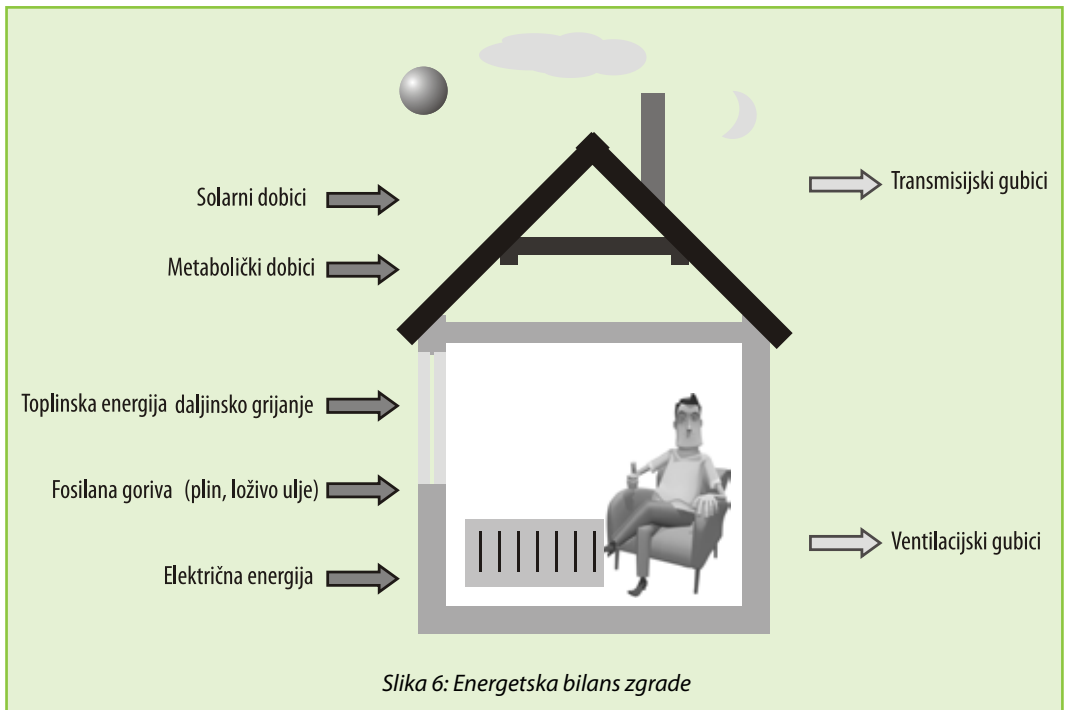 Solarni dobici
Transmisijski gubici
Metabolički dobici
Toplinska energija daljinsko grijanje
Fosilana goriva (plin, loživo ulje)
Ventilacijski gubici
Električna energija
Slika 6: Energetska bilans zgrade